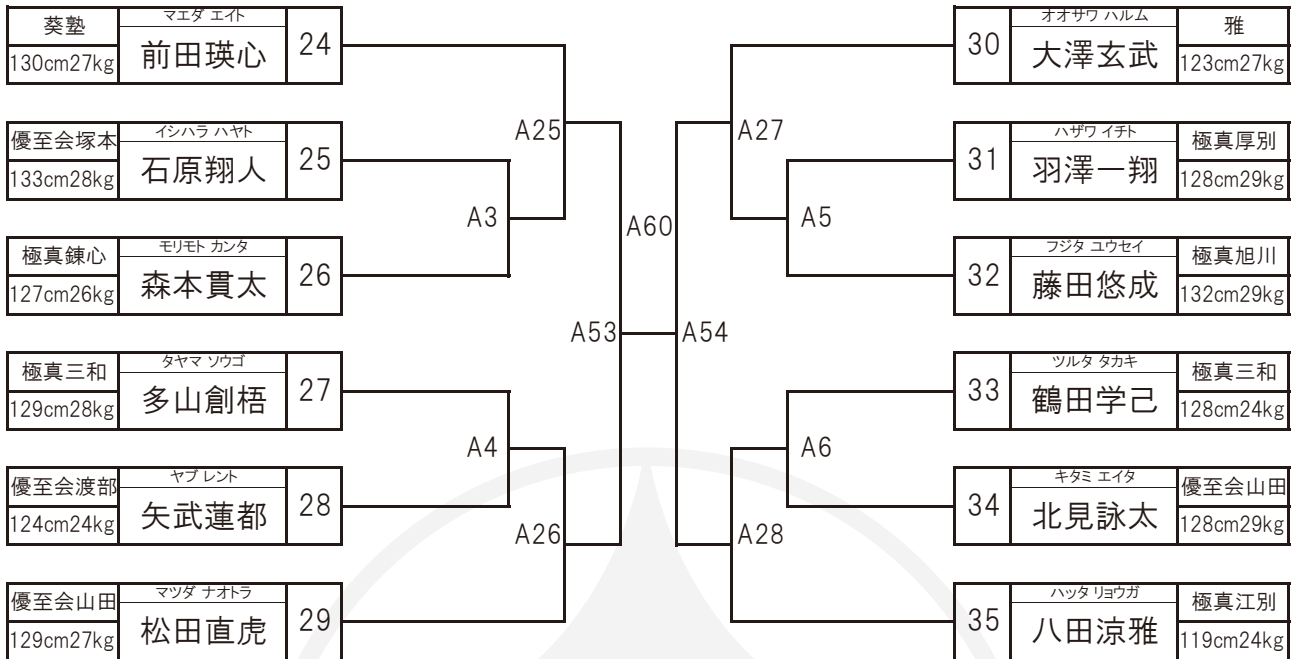 葵塾
130cm27kg
マエダ エイト
前田瑛心
24
優至会塚本
133cm28kg
イシハラ ハヤト
石原翔人
25
極真錬心
127cm26kg
モリモト カンタ
森本貫太
26
極真三和
129cm28kg
タヤマ ソウゴ
多山創梧
27
優至会渡部
124cm24kg
ヤブ レント
矢武蓮都
28
優至会山田
129cm27kg
マツダ ナオトラ
松田直虎
29
A25
A3
A4
A26
A53
A60
A54
A27
A5
A6
A28
30
オオサワ ハルム
大澤玄武
雅
123cm27kg
31
ハザワ イチト
羽澤一翔
極真厚別
128cm29kg
32
フジタ ユウセイ
藤田悠成
極真旭川
132cm29kg
33
ツルタ タカキ
鶴田学己
極真三和
128cm24kg
34
キタミ エイタ
北見詠太
優至会山田
128cm29kg
35
ハッタ リョウガ
八田涼雅
極真江別
119cm24kg